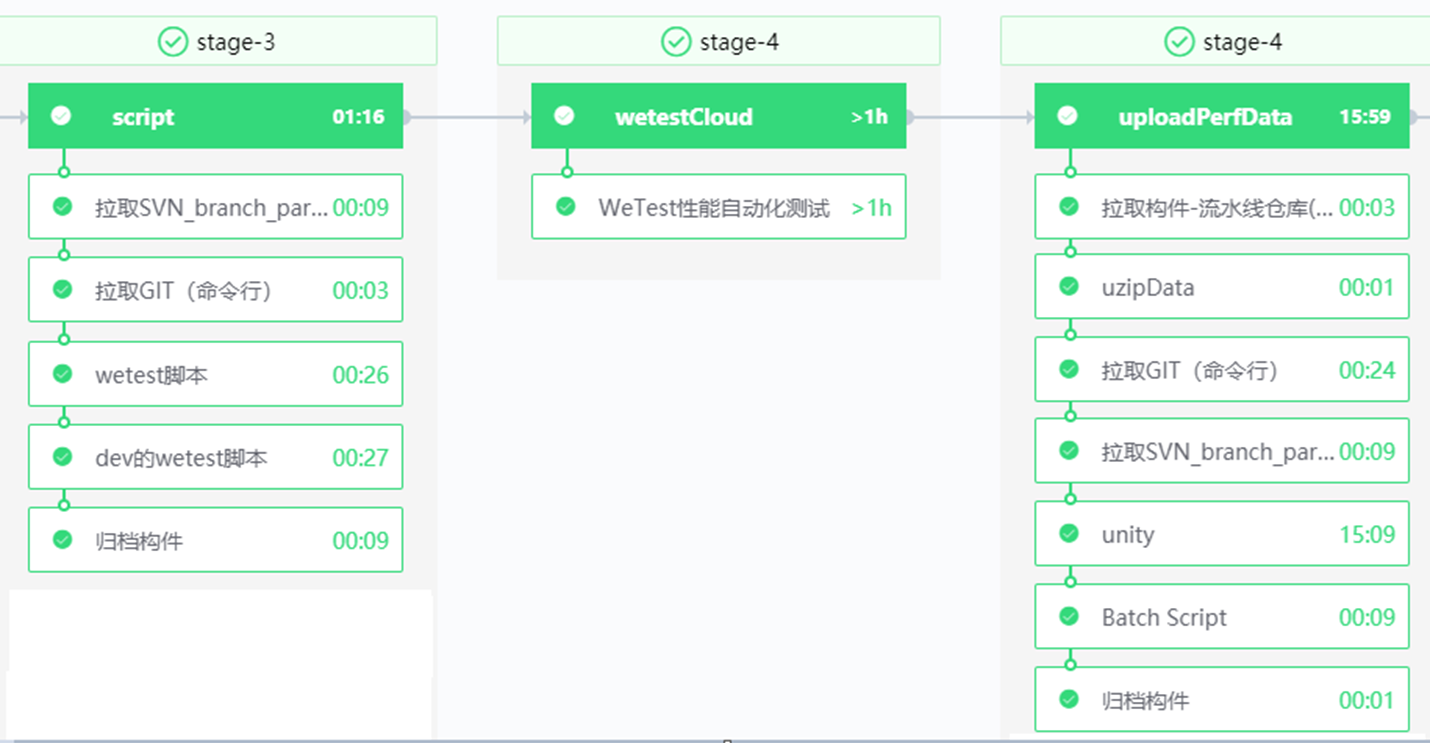 stage-3
script 01:16
拉取SVN_branch_par... 00:09
拉取GIT（命令行） 00:03
wetest脚本 00:26
dev的wetest脚本 00:27
归档构件 00:09
stage-4
wetestCloud >1h
WeTest性能自动化测试 >1h
stage-4
uploadPerfData 15:59
拉取构件-流水线仓库(... 00:03
uzipData 00:01
拉取GIT（命令行） 00:24
拉取SVN_branch_par... 00:09
unity 15:09
Batch Script 00:09
归档构件 00:01